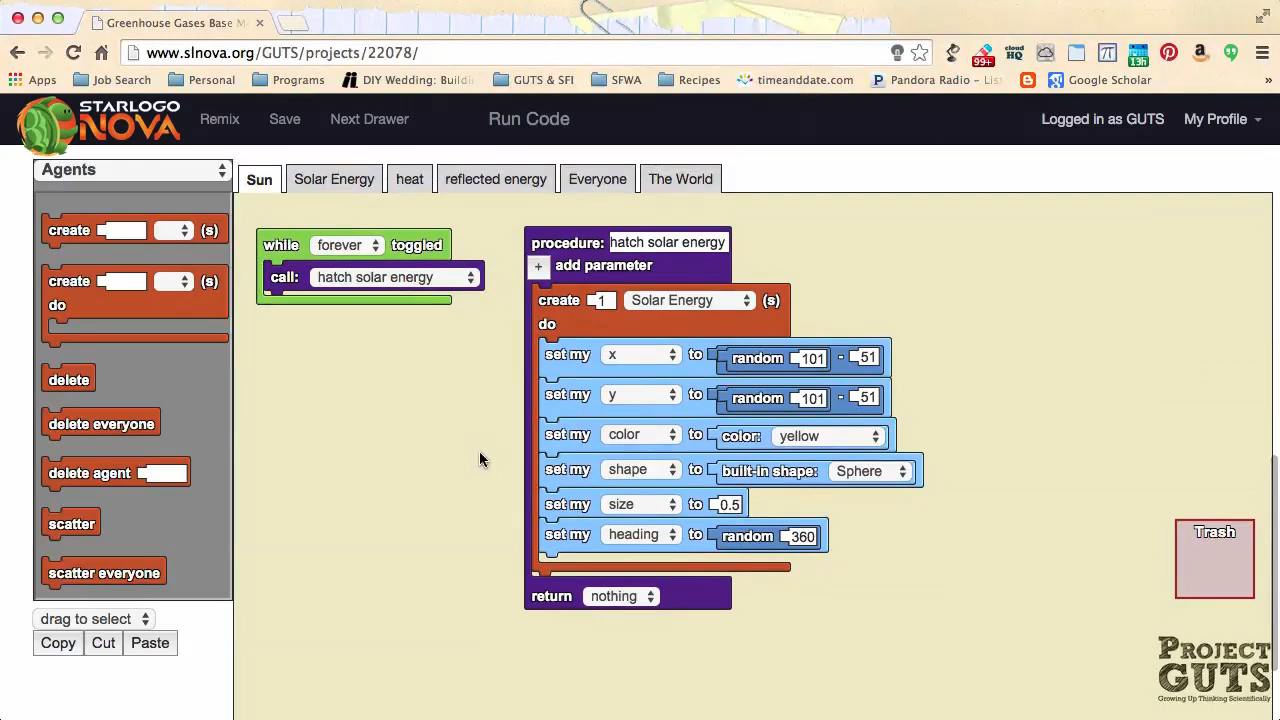 Greenhouse Gases Base M
www.slnova.org/GUTS/projects/22078/
cloud HQ
99+
13h
Apps Job Search Personal Programs DIY Wedding: Buildi GUTS & SFI SFWA Recipes timeanddate.com Pandora Radio - List Google Scholar »
STARLOGO NOVA Remix Save Next Drawer Run Code Logged in as GUTS My Profile
Agents
Sun Solar Energy heat reflected energy Everyone The World
create (s)
create (s)
do
delete
delete everyone
delete agent
scatter
scatter everyone
drag to select
Copy Cut Paste
while forever toggled
call: hatch solar energy
procedure: hatch solar energy
+ add parameter
create 1 Solar Energy (s)
do
set my x to random 101 - 51
set my y to random 101 - 51
set my color to color: yellow
set my shape to built-in shape: Sphere
set my size to 0.5
set my heading to random 360
return nothing
Trash
PROJECT
GUTS
Growing Up Thinking Scientifically